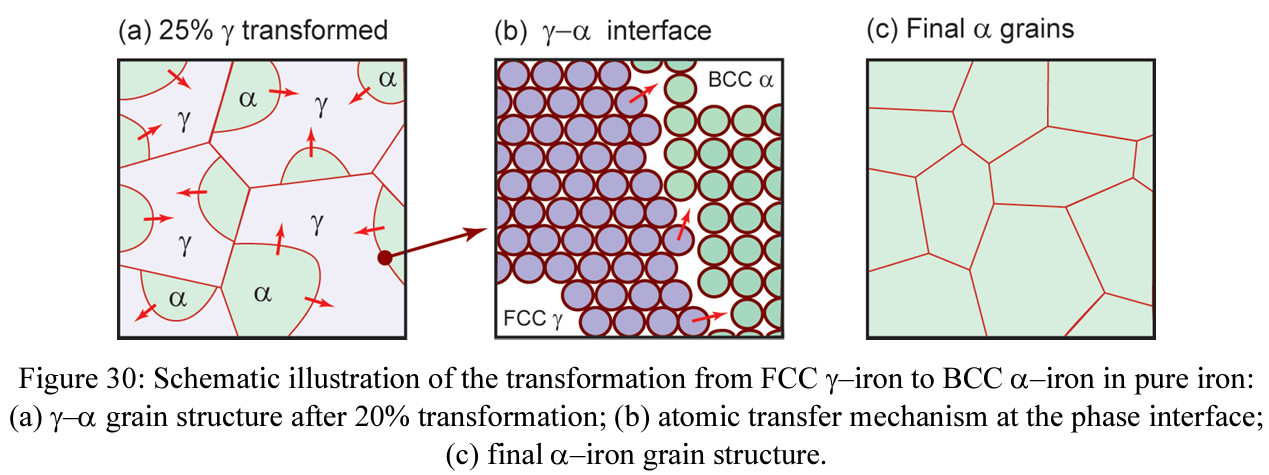 (a) 25% γ transformed
(b) γ–α interface
(c) Final α grains
α
γ
α
γ
α
γ
γ
α
α
BCC α
FCC γ
Figure 30: Schematic illustration of the transformation from FCC γ–iron to BCC α–iron in pure iron:
(a) γ–α grain structure after 20% transformation; (b) atomic transfer mechanism at the phase interface;
(c) final α–iron grain structure.